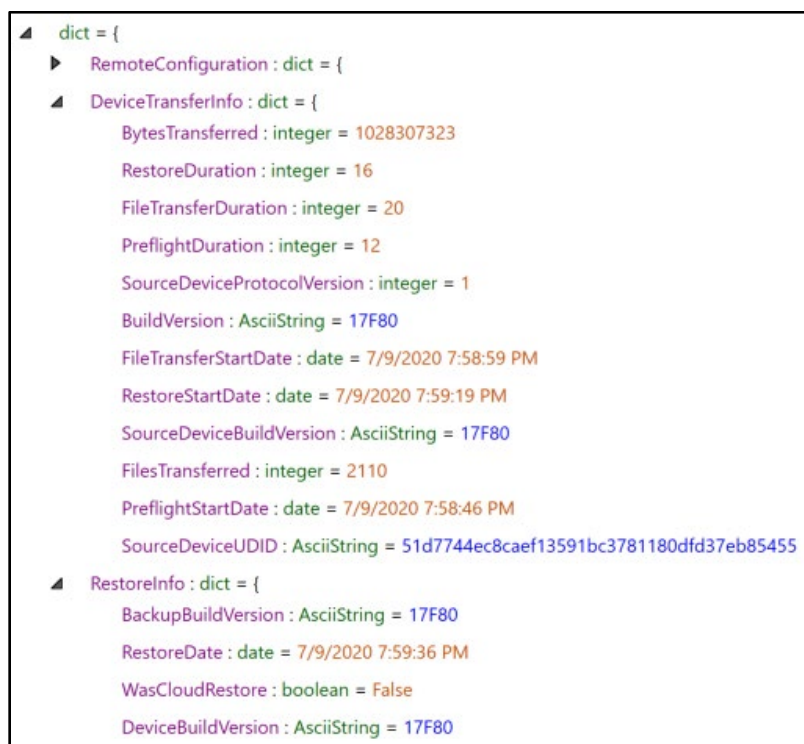 dict = {
RemoteConfiguration : dict = {
DeviceTransferInfo : dict = {
BytesTransferred : integer = 1028307323
RestoreDuration : integer = 16
FileTransferDuration : integer = 20
PreflightDuration : integer = 12
SourceDeviceProtocolVersion : integer = 1
BuildVersion : AsciiString = 17F80
FileTransferStartDate : date = 7/9/2020 7:58:59 PM
RestoreStartDate : date = 7/9/2020 7:59:19 PM
SourceDeviceBuildVersion : AsciiString = 17F80
FilesTransferred : integer = 2110
PreflightStartDate : date = 7/9/2020 7:58:46 PM
SourceDeviceUDID : AsciiString = 51d7744ec8caef13591bc3781180dfd37eb85455
RestoreInfo : dict = {
BackupBuildVersion : AsciiString = 17F80
RestoreDate : date = 7/9/2020 7:59:36 PM
WasCloudRestore : boolean = False
DeviceBuildVersion : AsciiString = 17F80